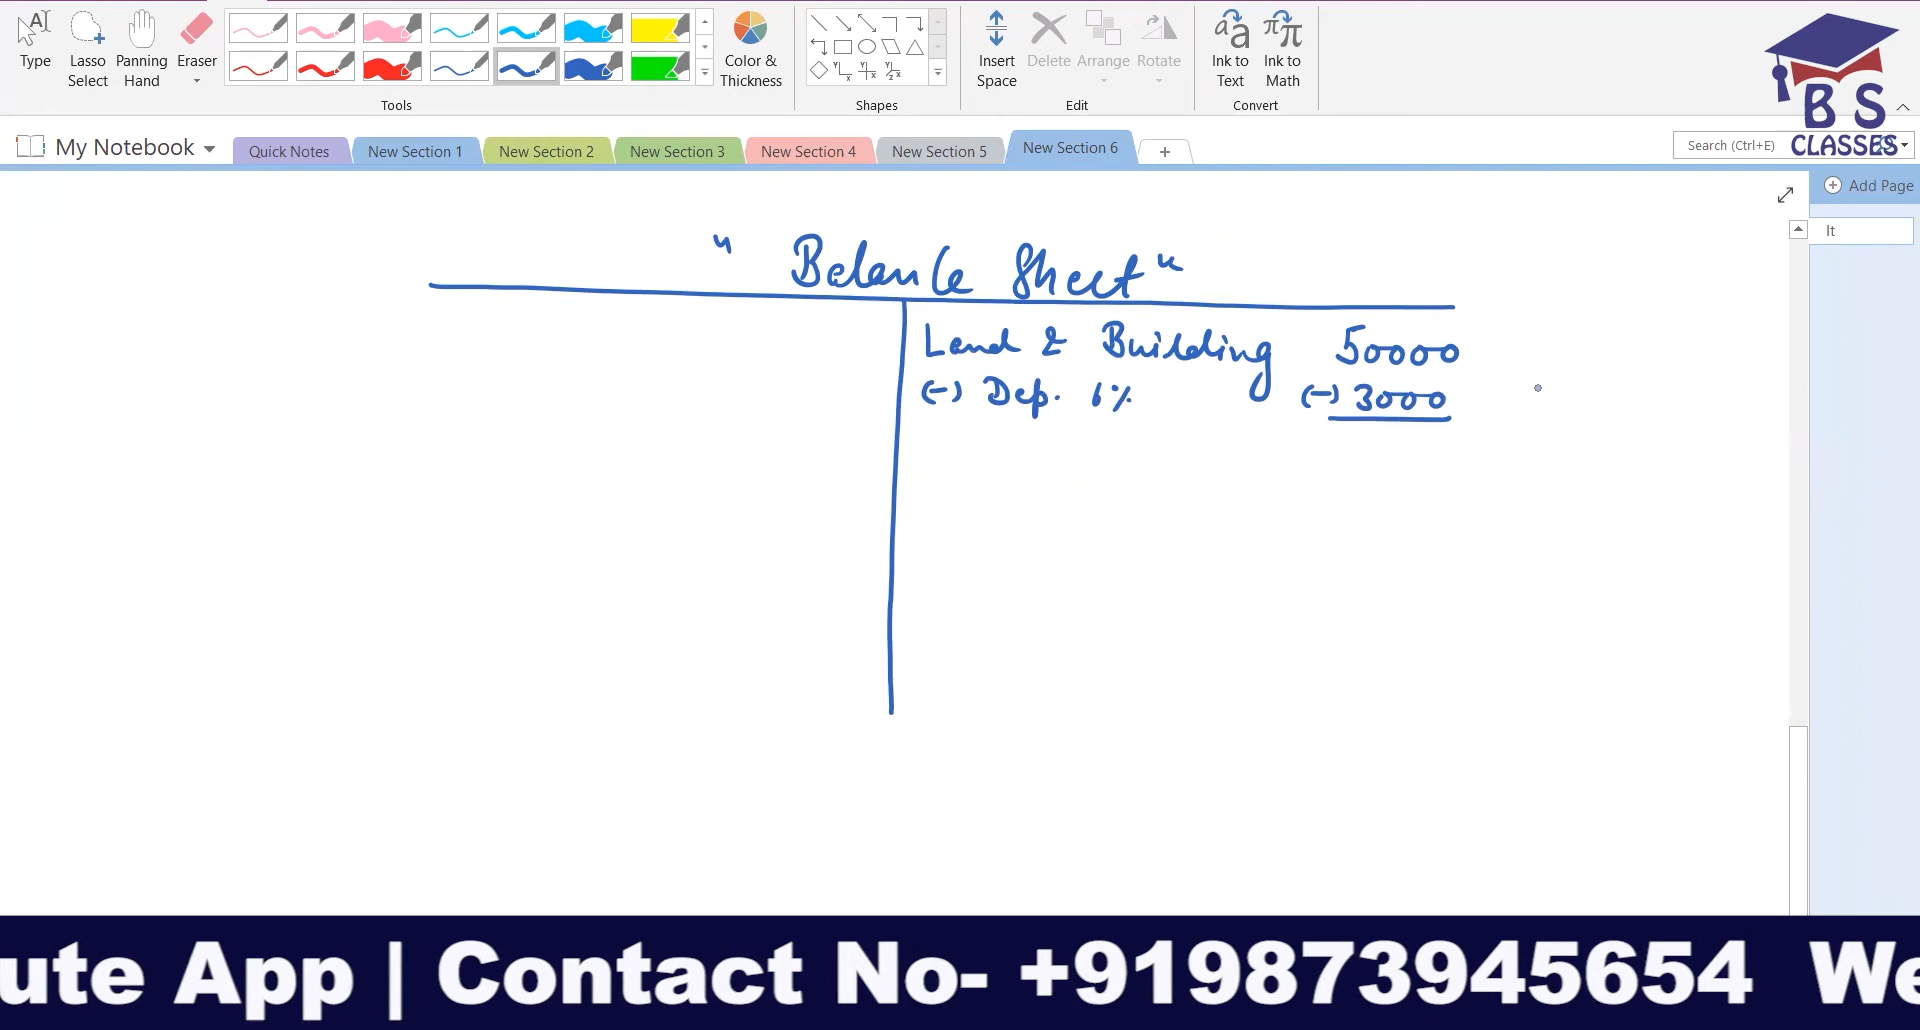 Type
Lasso Select
Panning Hand
Eraser
Color & Thickness
Insert Space
Delete
Arrange
Rotate
Ink to Text
Ink to Math
Tools
Shapes
Edit
Convert
B S
CLASSES
My Notebook
Quick Notes
New Section 1
New Section 2
New Section 3
New Section 4
New Section 5
New Section 6
Search (Ctrl+E)
Add Page
It
" Balance Sheet "
Land & Building 50000
(-) Dep. 6% (-) 3000
ute App | Contact No- +919873945654 We